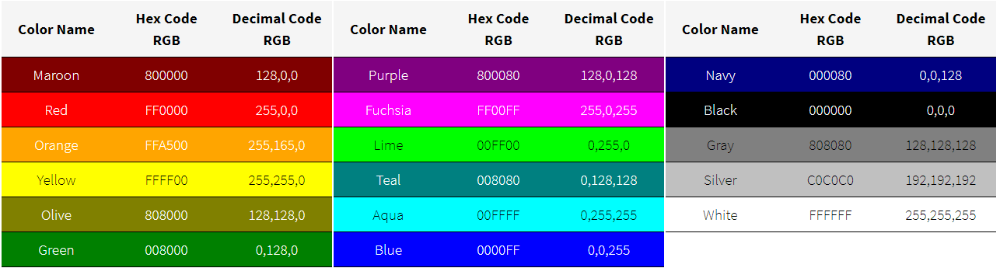 Color Name Hex Code RGB Decimal Code RGB
Maroon 800000 128,0,0
Red FF0000 255,0,0
Orange FFA500 255,165,0
Yellow FFFF00 255,255,0
Olive 808000 128,128,0
Green 008000 0,128,0
Color Name Hex Code RGB Decimal Code RGB
Purple 800080 128,0,128
Fuchsia FF00FF 255,0,255
Lime 00FF00 0,255,0
Teal 008080 0,128,128
Aqua 00FFFF 0,255,255
Blue 0000FF 0,0,255
Color Name Hex Code RGB Decimal Code RGB
Navy 000080 0,0,128
Black 000000 0,0,0
Gray 808080 128,128,128
Silver C0C0C0 192,192,192
White FFFFFF 255,255,255